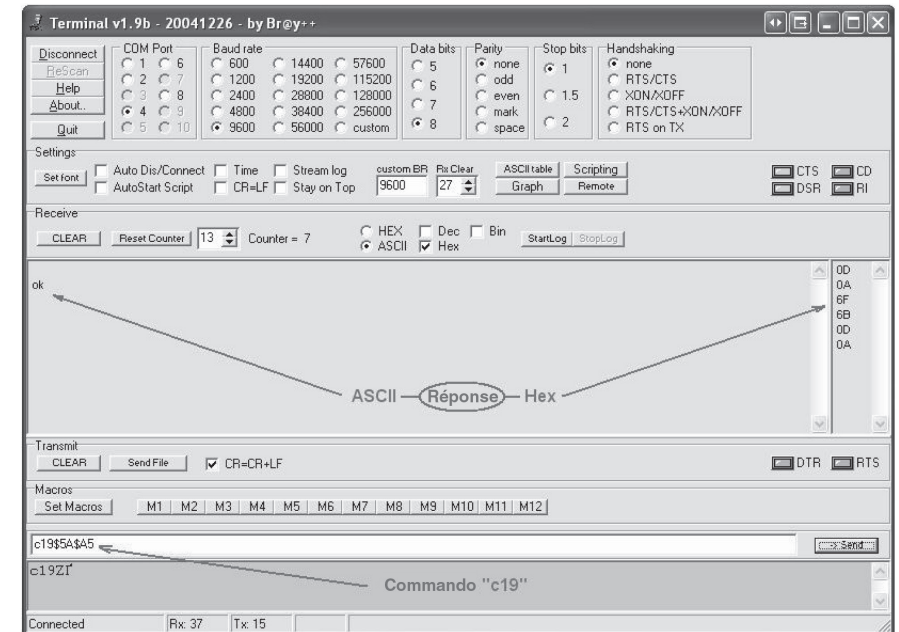 Terminal v1.9b - 20041226 - by Br@y++
Disconnect
ReScan
Help
About..
Quit
COM Port
1 6
2 7
3 8
4 9
5 10
Baud rate
600 14400 57600
1200 19200 115200
2400 28800 128000
4800 38400 256000
9600 56000 custom
Data bits
5
6
7
8
Parity
none
odd
even
mark
space
Stop bits
1
1.5
2
Handshaking
none
RTS/CTS
XON/XOFF
RTS/CTS+XON/XOFF
RTS on TX
Settings
Set font
Auto Dis/Connect Time Stream log
AutoStart Script CR=LF Stay on Top
custom BR Rx Clear
9600 27
ASCII table Scripting
Graph Remote
CTS CD
DSR RI
Receive
CLEAR Reset Counter 13 Counter = 7
HEX Dec Bin
ASCII Hex
StartLog StopLog
ok
0D
0A
6F
6B
0D
0A
ASCII Réponse Hex
Transmit
CLEAR Send File CR=CR+LF DTR RTS
Macros
Set Macros M1 M2 M3 M4 M5 M6 M7 M8 M9 M10 M11 M12
c19$5A$A5 -> Send
c19ZҐ
Commando "c19"
Connected Rx: 37 Tx: 15